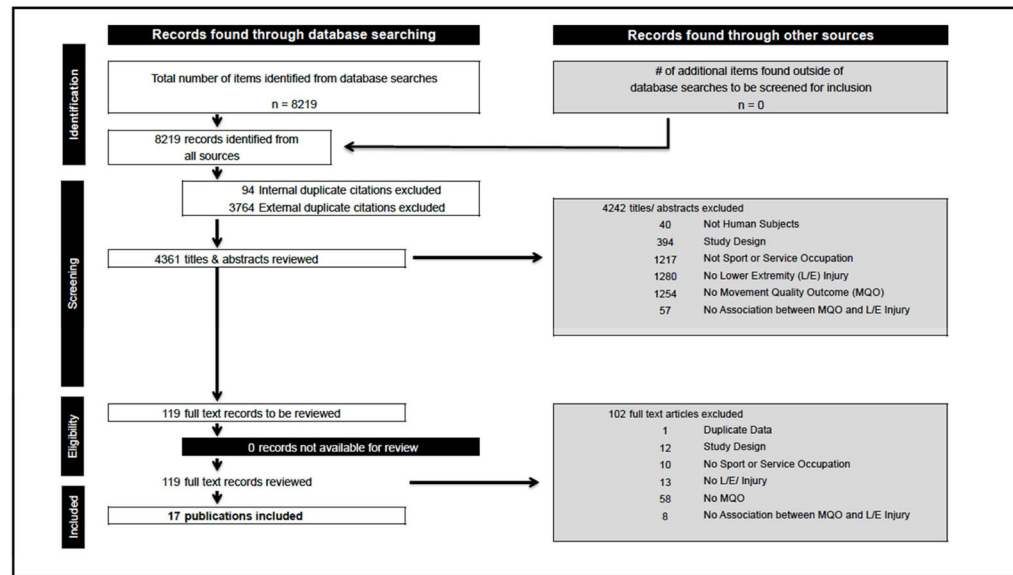 Records found through database searching
Records found through other sources
Identification
Total number of items identified from database searches
n = 8219
# of additional items found outside of
database searches to be screened for inclusion
n = 0
8219 records identified from
all sources
Screening
94 Internal duplicate citations excluded
3764 External duplicate citations excluded
4361 titles & abstracts reviewed
4242 titles/ abstracts excluded
40 Not Human Subjects
394 Study Design
1217 Not Sport or Service Occupation
1280 No Lower Extremity (L/E) Injury
1254 No Movement Quality Outcome (MQO)
57 No Association between MQO and L/E Injury
Eligibility
119 full text records to be reviewed
0 records not available for review
119 full text records reviewed
102 full text articles excluded
1 Duplicate Data
12 Study Design
10 No Sport or Service Occupation
13 No L/E/ Injury
58 No MQO
8 No Association between MQO and L/E Injury
Included
17 publications included